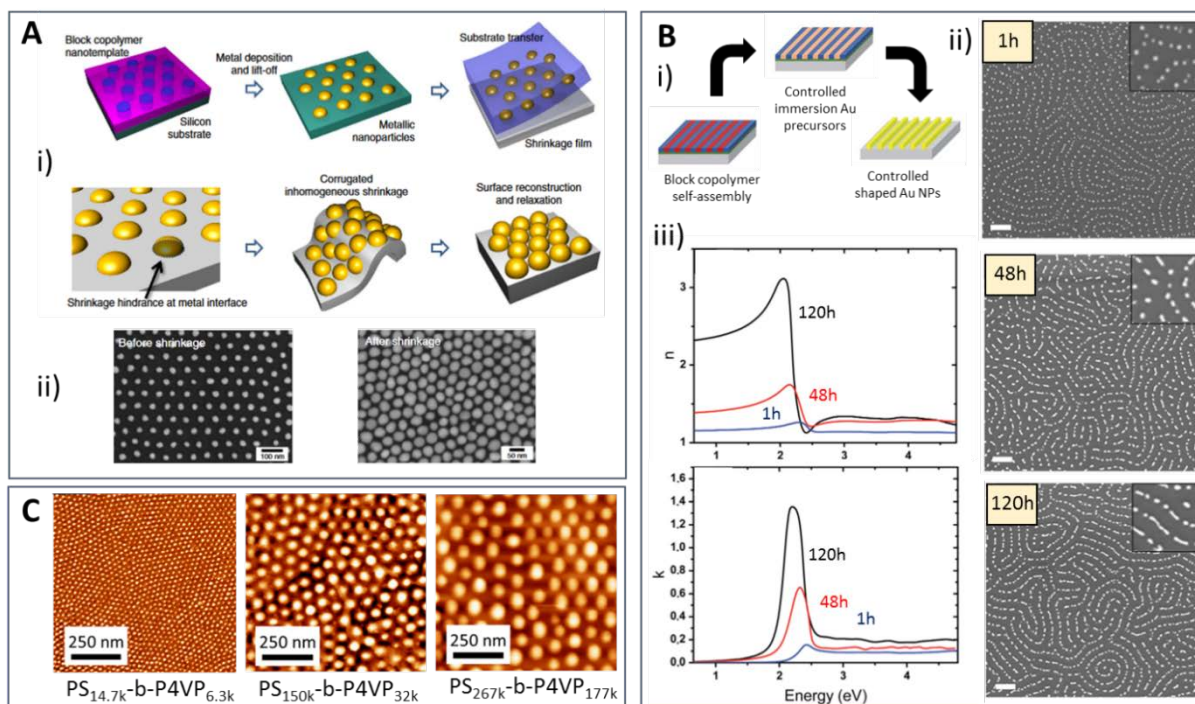 A
Block copolymer
nanotemplate
Metal deposition
and lift-off
Substrate transfer
Silicon
substrate
Metallic
nanoparticles
Shrinkage film
i)
Corrugated
inhomogeneous shrinkage
Surface reconstruction
and relaxation
Shrinkage hindrance at metal interface
ii)
Before shrinkage
100 nm
After shrinkage
50 nm
B
i)
Controlled
immersion Au
precursors
Block copolymer
self-assembly
Controlled
shaped Au NPs
ii)
1h
48h
120h
iii)
3
2
1
n
120h
48h
1h
1
2
3
4
1,6
1,4
1,2
1,0
0,8
0,6
0,4
0,2
0,0
k
120h
48h
1h
1
2
3
4
Energy (eV)
C
250 nm
250 nm
250 nm
PS14.7k-b-P4VP6.3k
PS150k-b-P4VP32k
PS267k-b-P4VP177k